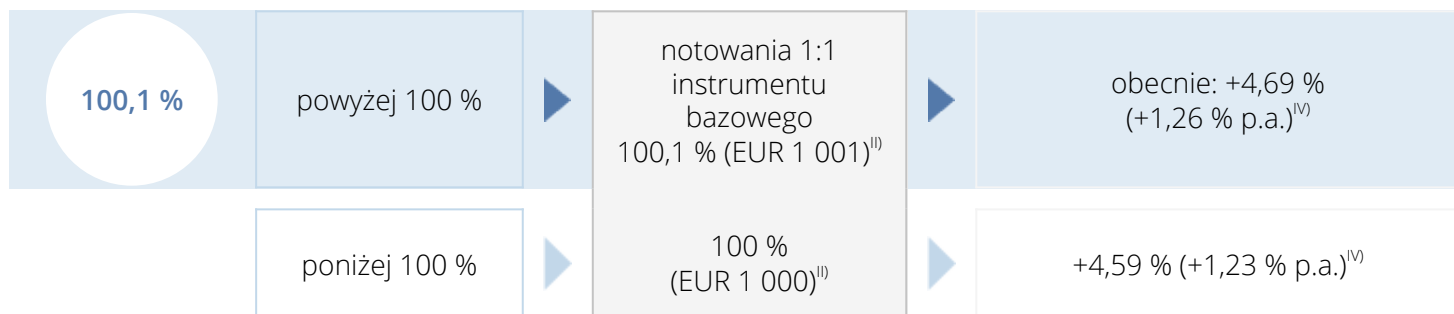 100,1 %
powyżej 100 %
notowania 1:1
instrumentu
bazowego
100,1 % (EUR 1 001)II)
obecnie: +4,69 %
(+1,26 % p.a.)IV)
poniżej 100 %
100 %
(EUR 1 000)II)
+4,59 % (+1,23 % p.a.)IV)